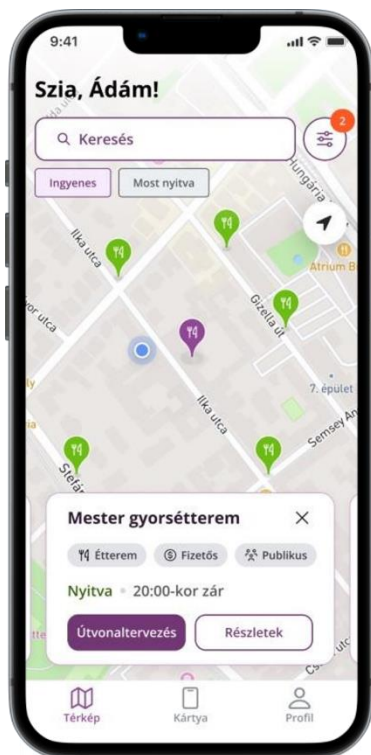 9:41
Szia, Ádám!
Keresés
2
Ingyenes
Most nyitva
Hungária
Ilka utca
Atrium B
Gizella út
utca
7. épület
Ilka utca
Semsey An
Stefán
Mester gyorsétterem
Étterem
Fizetős
Publikus
Nyitva • 20:00-kor zár
Útvonaltervezés
Részletek
Térkép
Kártya
Profil